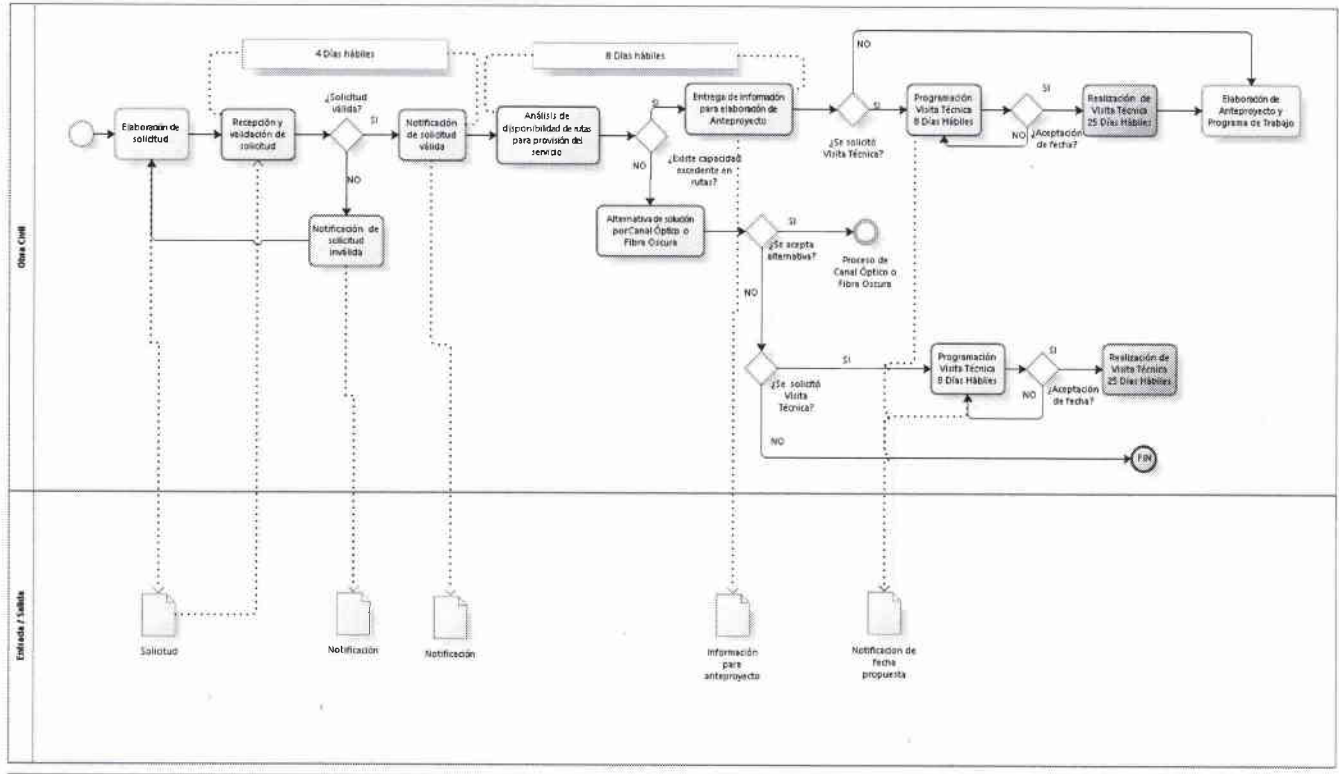 Obra Civil
4 Días hábiles
8 Días hábiles
Elaboración de
solicitud
Recepción y
validación de
solicitud
¿Solicitud
válida?
SI
NO
Notificación
de solicitud
válida
Notificación de
solicitud
inválida
Análisis de
disponibilidad de rutas
para provisión del
servicio
¿Existe capacidad
excedente en
rutas?
SI
NO
Entrega de información
para elaboración de
Anteproyecto
¿Se solicitó
Visita Técnica?
NO
SI
Programación
Visita Técnica
8 Días Hábiles
¿Aceptación
de fecha?
SI
NO
Realización de
Visita Técnica
25 Días Hábiles
Elaboración de
Anteproyecto y
Programa de Trabajo
Alternativa de solución
por Canal Óptico o
Fibra Oscura
¿Se acepta
alternativa?
SI
NO
Proceso de
Canal Óptico o
Fibra Oscura
¿Se solicitó
Visita
Técnica?
SI
NO
Programación
Visita Técnica
8 Días Hábiles
¿Aceptación
de fecha?
SI
NO
Realización de
Visita Técnica
25 Días Hábiles
FIN
Entrada / Salida
Solicitud
Notificación
Notificación
Información
para
anteproyecto
Notificacion de
fecha
propuesta